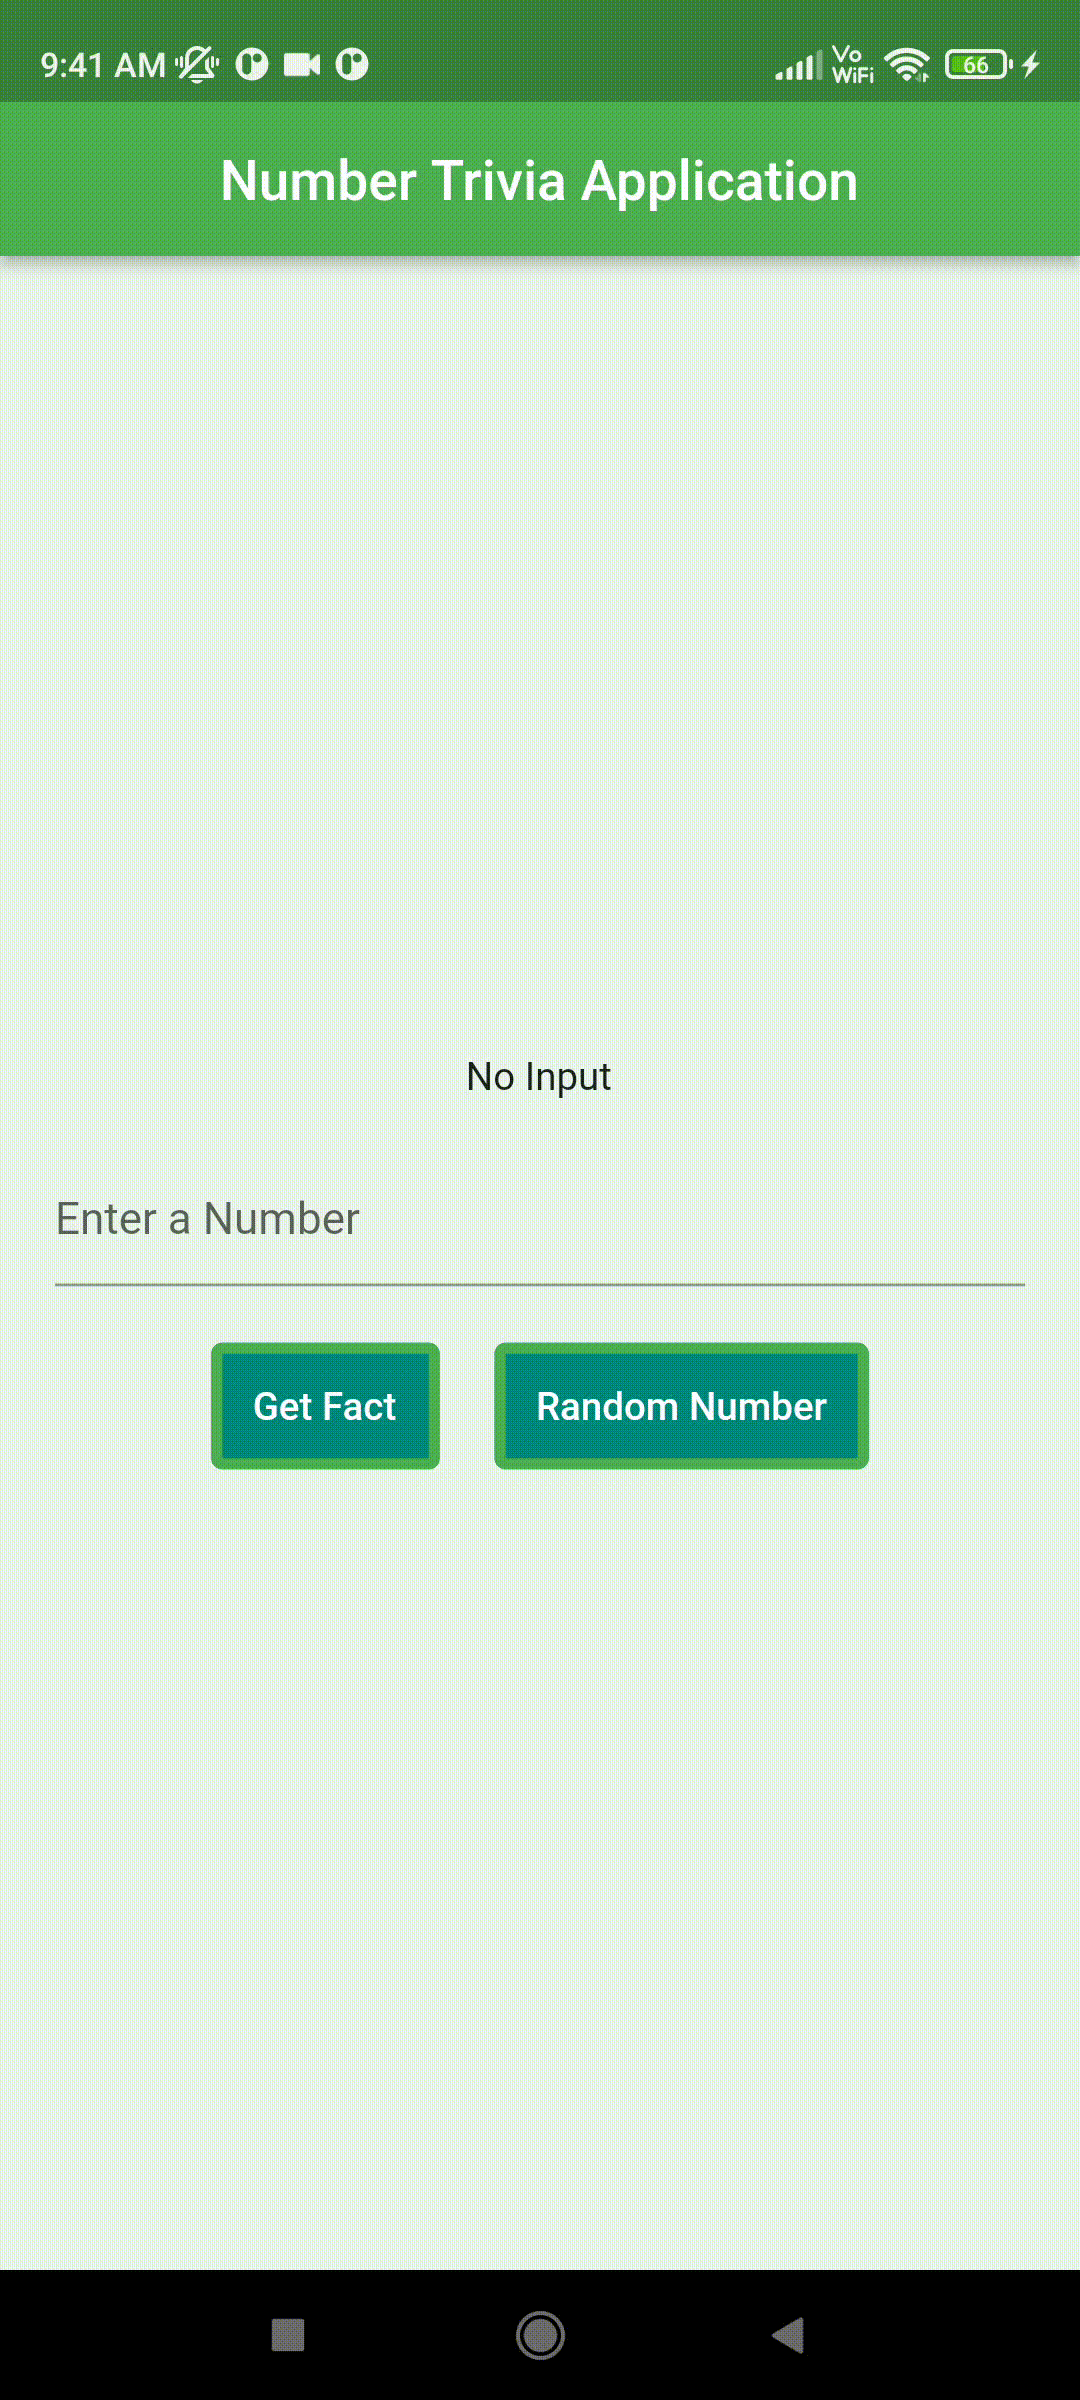 9:41 AM Vo WiFi 66
Number Trivia Application
No Input
Enter a Number
Get Fact Random Number